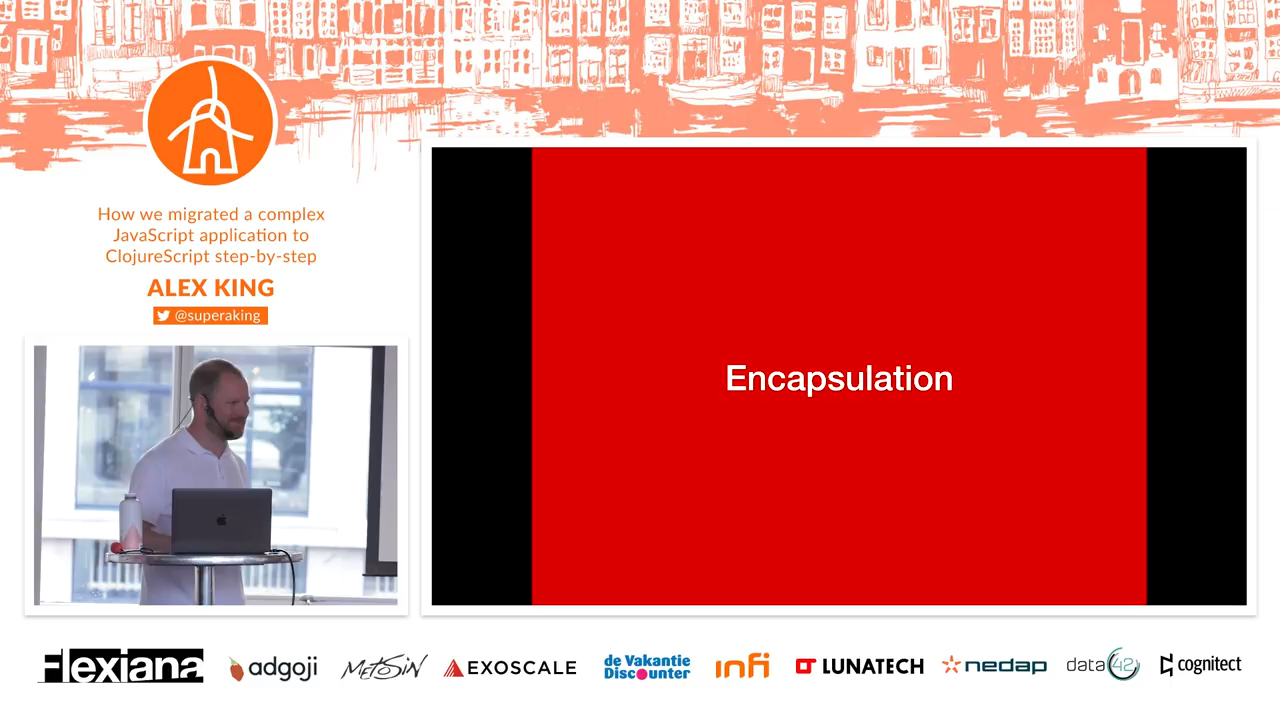 How we migrated a complex
JavaScript application to
ClojureScript step-by-step
ALEX KING
@superaking
Encapsulation
Flexiana
adgoji
METOSIN
EXOSCALE
de Vakantie
Discounter
infi
LUNATECH
nedap
data42
cognitect